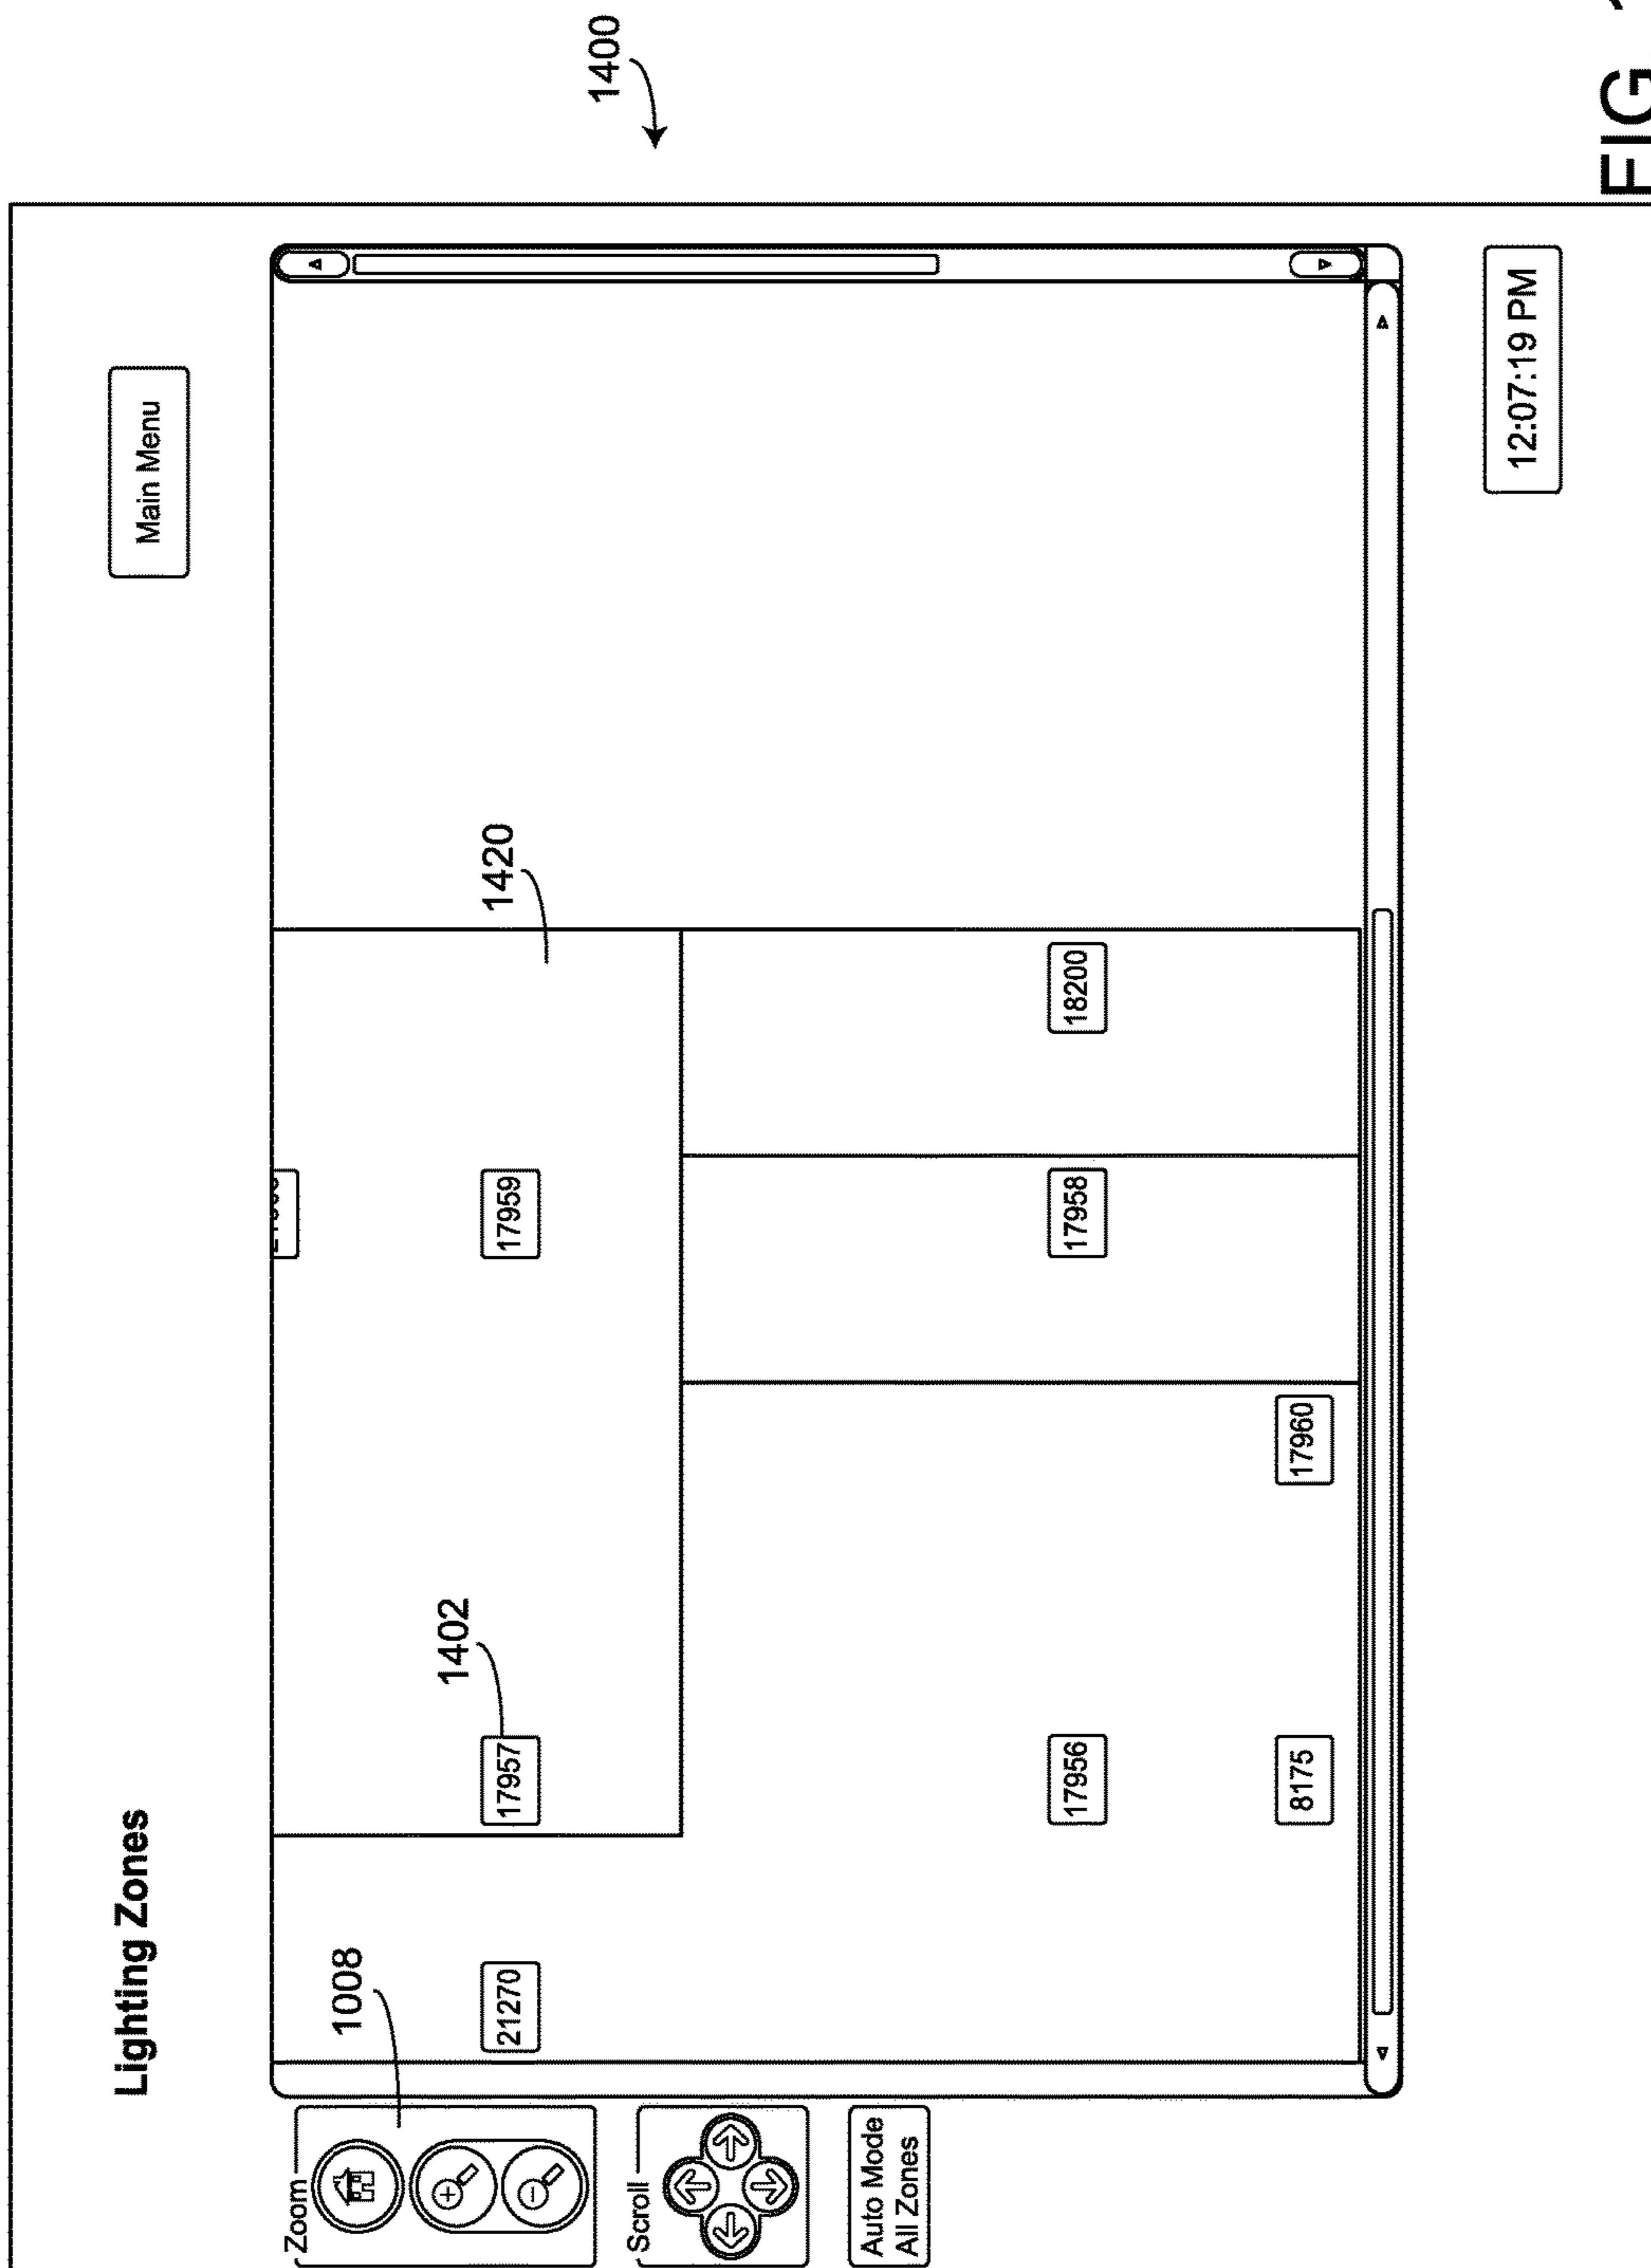 Lighting Zones
Main Menu
Zoom
1008
Scroll
Auto Mode
All Zones
21270
1402
17957
17959
1420
17956
17958
18200
8175
17960
12:07:19 PM
1400
FIG